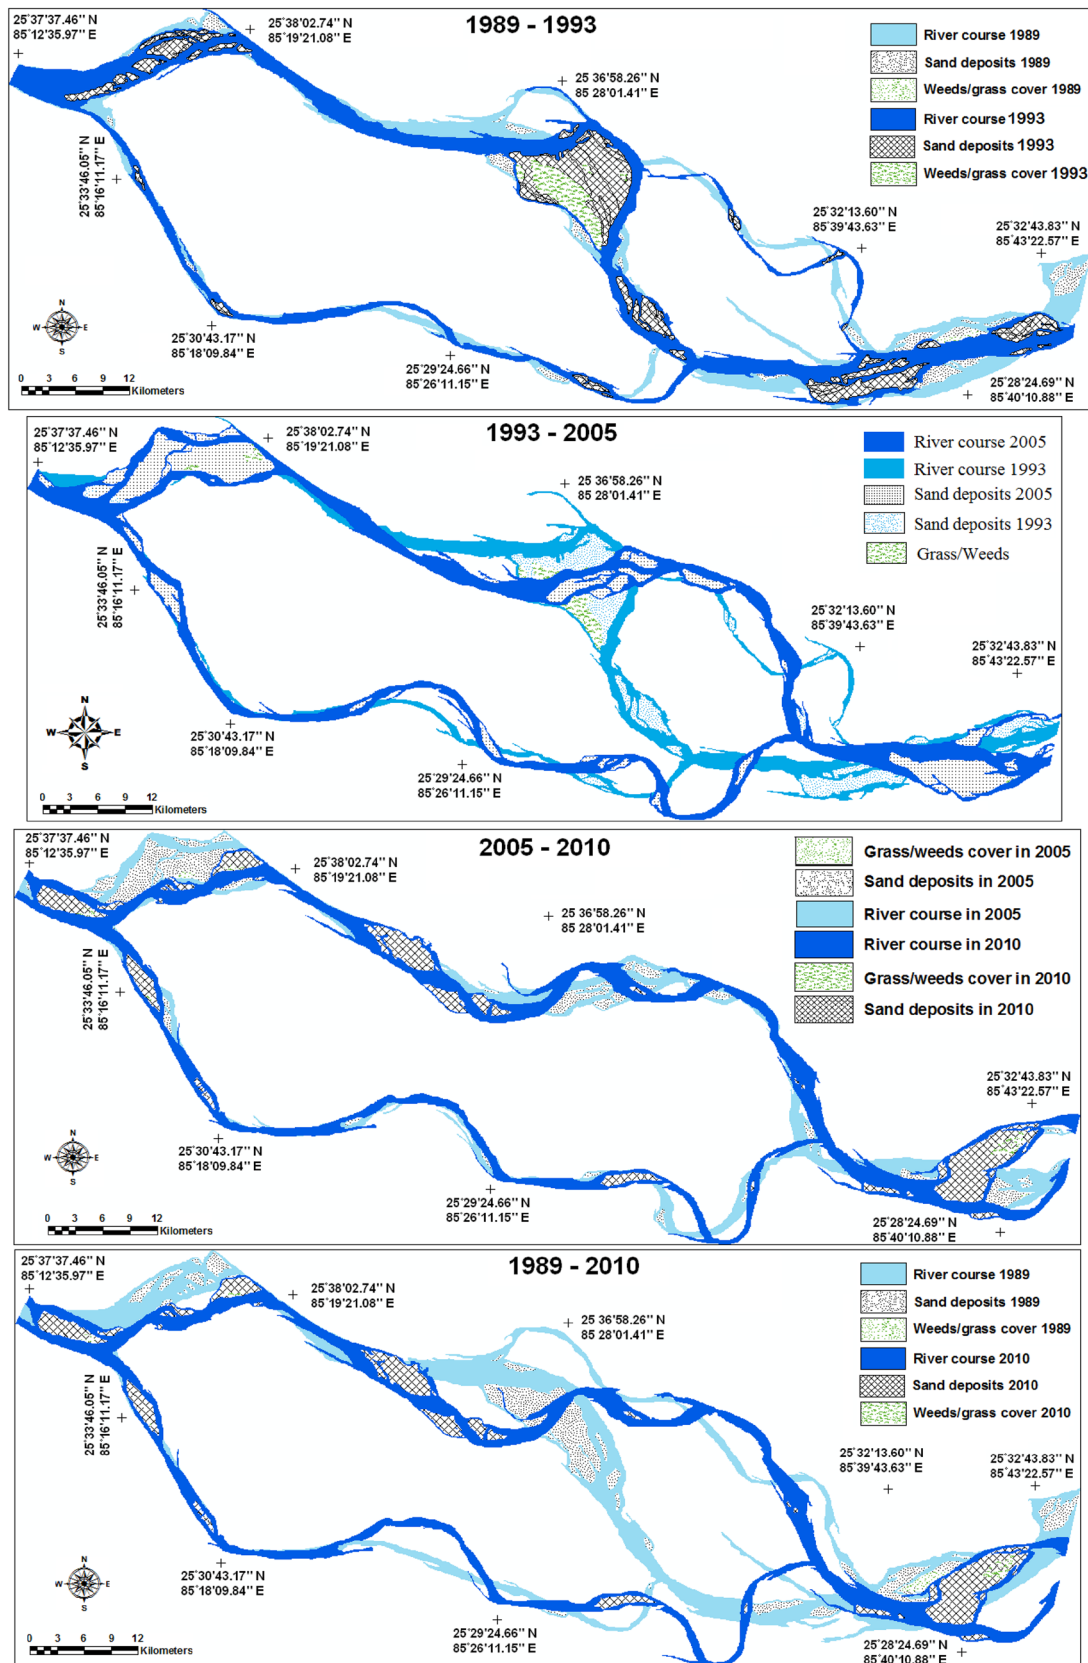 1989 - 1993
25°37'37.46" N
85°12'35.97" E
25°38'02.74" N
85°19'21.08" E
25 36'58.26" N
85 28'01.41" E
25°33'46.05" N
85°16'11.17" E
25°32'13.60" N
85°39'43.63" E
25°32'43.83" N
85°43'22.57" E
25°30'43.17" N
85°18'09.84" E
25°29'24.66" N
85°26'11.15" E
25°28'24.69" N
85°40'10.88" E
River course 1989
Sand deposits 1989
Weeds/grass cover 1989
River course 1993
Sand deposits 1993
Weeds/grass cover 1993
N
W E
S
0 3 6 9 12
Kilometers
1993 - 2005
25°37'37.46" N
85°12'35.97" E
25°38'02.74" N
85°19'21.08" E
25 36'58.26" N
85 28'01.41" E
25°33'46.05" N
85°16'11.17" E
25°32'13.60" N
85°39'43.63" E
25°32'43.83" N
85°43'22.57" E
25°30'43.17" N
85°18'09.84" E
25°29'24.66" N
85°26'11.15" E
River course 2005
River course 1993
Sand deposits 2005
Sand deposits 1993
Grass/Weeds
N
W E
S
0 3 6 9 12
Kilometers
2005 - 2010
25°37'37.46" N
85°12'35.97" E
25°38'02.74" N
85°19'21.08" E
25 36'58.26" N
85 28'01.41" E
25°33'46.05" N
85°16'11.17" E
25°32'43.83" N
85°43'22.57" E
25°30'43.17" N
85°18'09.84" E
25°29'24.66" N
85°26'11.15" E
25°28'24.69" N
85°40'10.88" E
Grass/weeds cover in 2005
Sand deposits in 2005
River course in 2005
River course in 2010
Grass/weeds cover in 2010
Sand deposits in 2010
N
W E
S
0 3 6 9 12
Kilometers
1989 - 2010
25°37'37.46" N
85°12'35.97" E
25°38'02.74" N
85°19'21.08" E
25 36'58.26" N
85 28'01.41" E
25°33'46.05" N
85°16'11.17" E
25°32'13.60" N
85°39'43.63" E
25°32'43.83" N
85°43'22.57" E
25°30'43.17" N
85°18'09.84" E
25°29'24.66" N
85°26'11.15" E
25°28'24.69" N
85°40'10.88" E
River course 1989
Sand deposits 1989
Weeds/grass cover 1989
River course 2010
Sand deposits 2010
Weeds/grass cover 2010
N
W E
S
0 3 6 9 12
Kilometers